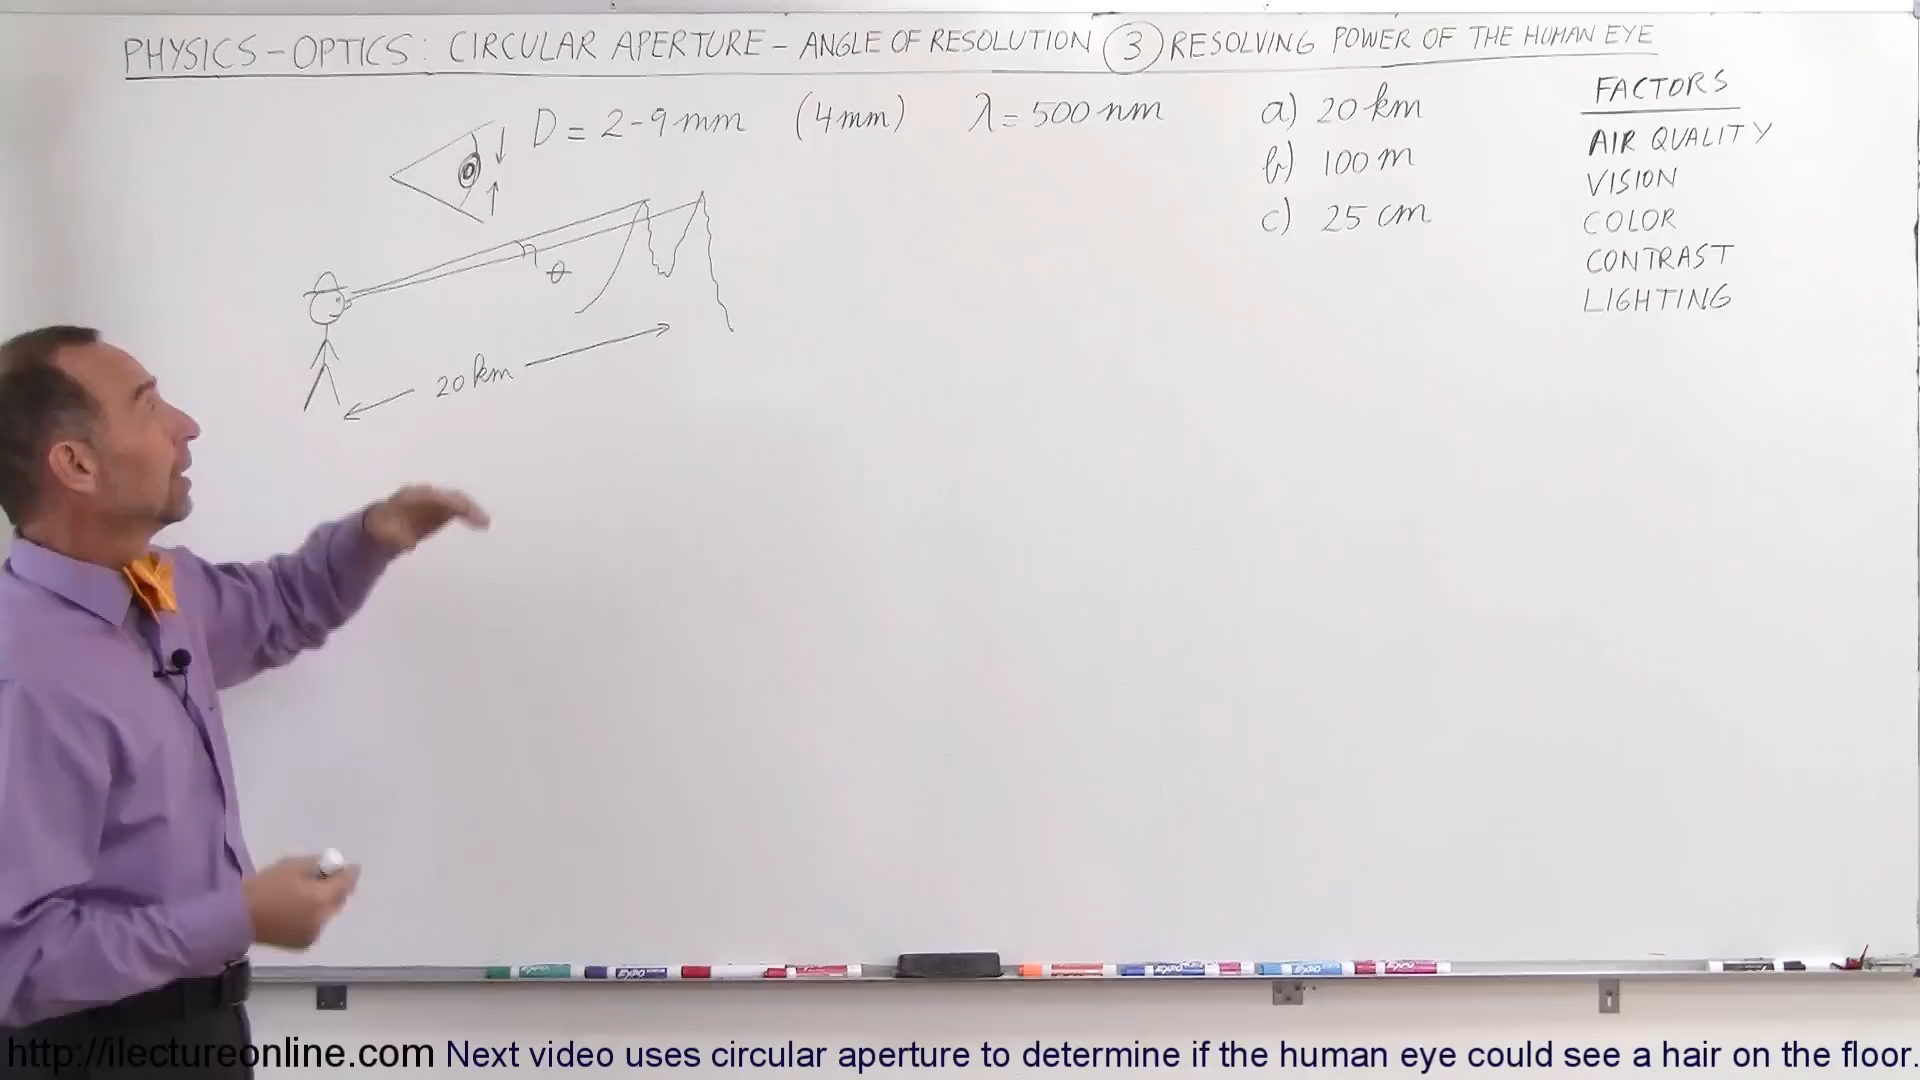 PHYSICS - OPTICS: CIRCULAR APERTURE - ANGLE OF RESOLUTION ③ RESOLVING POWER OF THE HUMAN EYE
D = 2-9 mm (4mm) λ = 500 nm
a) 20 km
b) 100 m
c) 25 cm
FACTORS
AIR QUALITY
VISION
COLOR
CONTRAST
LIGHTING
θ
20 km
http://ilectureonline.com Next video uses circular aperture to determine if the human eye could see a hair on the floor.